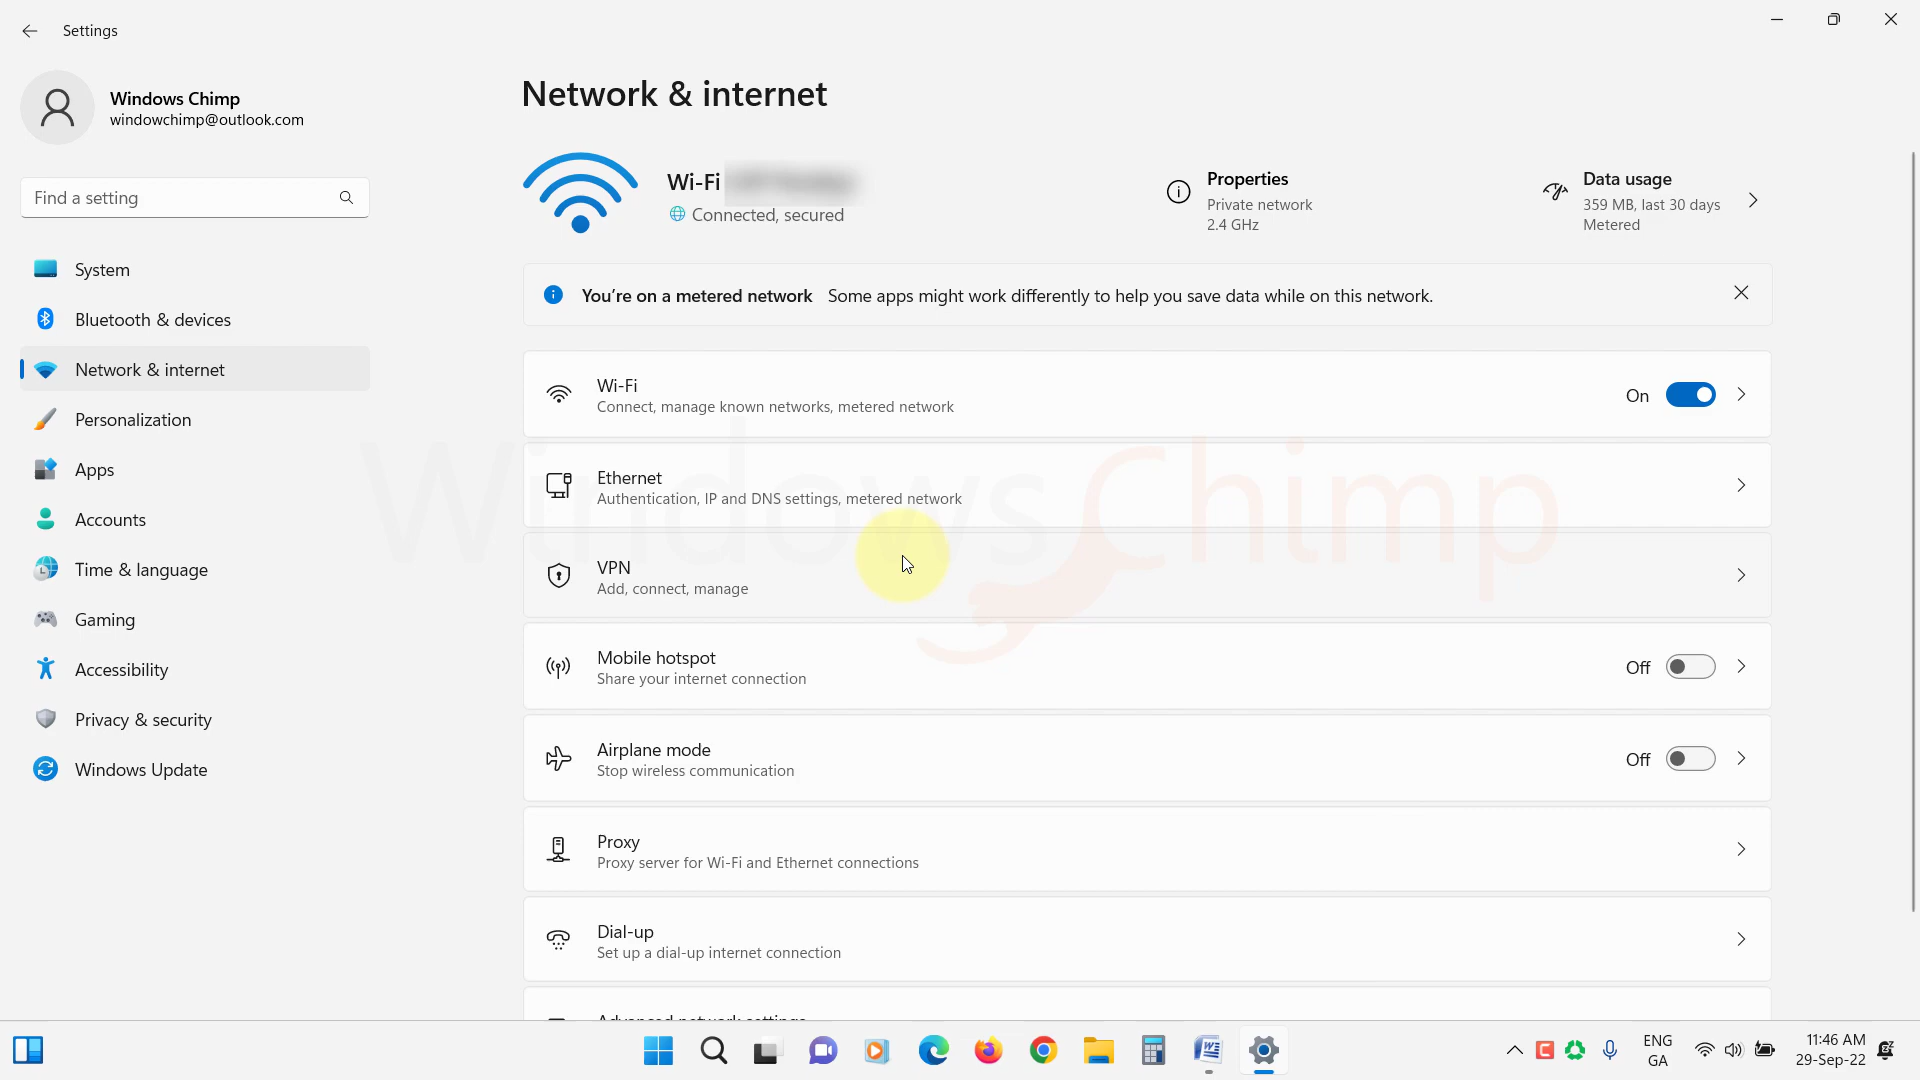 Settings
Windows Chimp
windowchimp@outlook.com
Find a setting
System
Bluetooth & devices
Network & internet
Personalization
Apps
Accounts
Time & language
Gaming
Accessibility
Privacy & security
Windows Update
Network & internet
Wi-Fi
Connected, secured
Properties
Private network
2.4 GHz
Data usage
359 MB, last 30 days
Metered
You're on a metered network Some apps might work differently to help you save data while on this network.
Wi-Fi
Connect, manage known networks, metered network
On
Ethernet
Authentication, IP and DNS settings, metered network
VPN
Add, connect, manage
Mobile hotspot
Share your internet connection
Off
Airplane mode
Stop wireless communication
Off
Proxy
Proxy server for Wi-Fi and Ethernet connections
Dial-up
Set up a dial-up internet connection
Advanced network settings
Windows Chimp
ENG
GA
11:46 AM
29-Sep-22